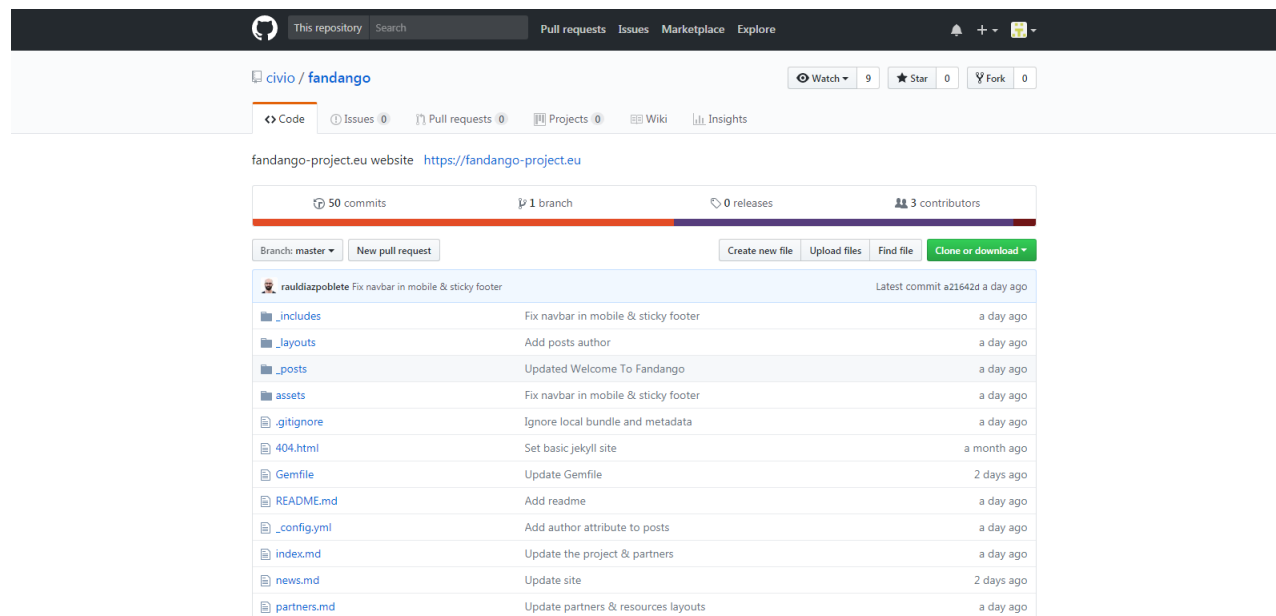 This repository Search Pull requests Issues Marketplace Explore
civio / fandango Watch 9 Star 0 Fork 0
Code Issues 0 Pull requests 0 Projects 0 Wiki Insights
fandango-project.eu website https://fandango-project.eu
50 commits 1 branch 0 releases 3 contributors
Branch: master New pull request Create new file Upload files Find file Clone or download
rauldiazpoblete Fix navbar in mobile & sticky footer Latest commit a21642d a day ago
_includes Fix navbar in mobile & sticky footer a day ago
_layouts Add posts author a day ago
_posts Updated Welcome To Fandango a day ago
assets Fix navbar in mobile & sticky footer a day ago
.gitignore Ignore local bundle and metadata a day ago
404.html Set basic jekyll site a month ago
Gemfile Update Gemfile 2 days ago
README.md Add readme a day ago
_config.yml Add author attribute to posts a day ago
index.md Update the project & partners a day ago
news.md Update site 2 days ago
partners.md Update partners & resources layouts a day ago